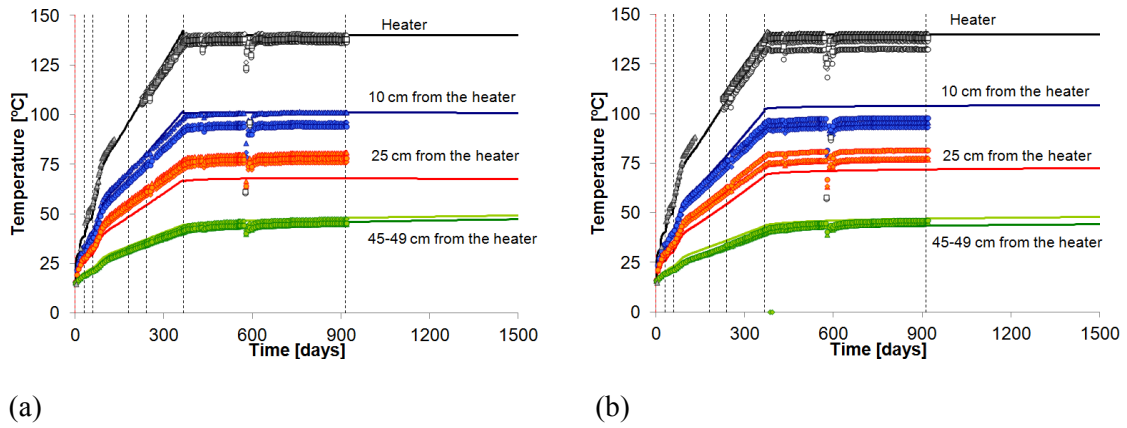 150
125
100
75
50
25
0
Temperature [ºC]
Heater
10 cm from the heater
25 cm from the heater
45-49 cm from the heater
0 300 600 900 1200 1500
Time [days]
(a)
150
125
100
75
50
25
0
Temperature [ºC]
Heater
10 cm from the heater
25 cm from the heater
45-49 cm from the heater
0 300 600 900 1200 1500
Time [days]
(b)